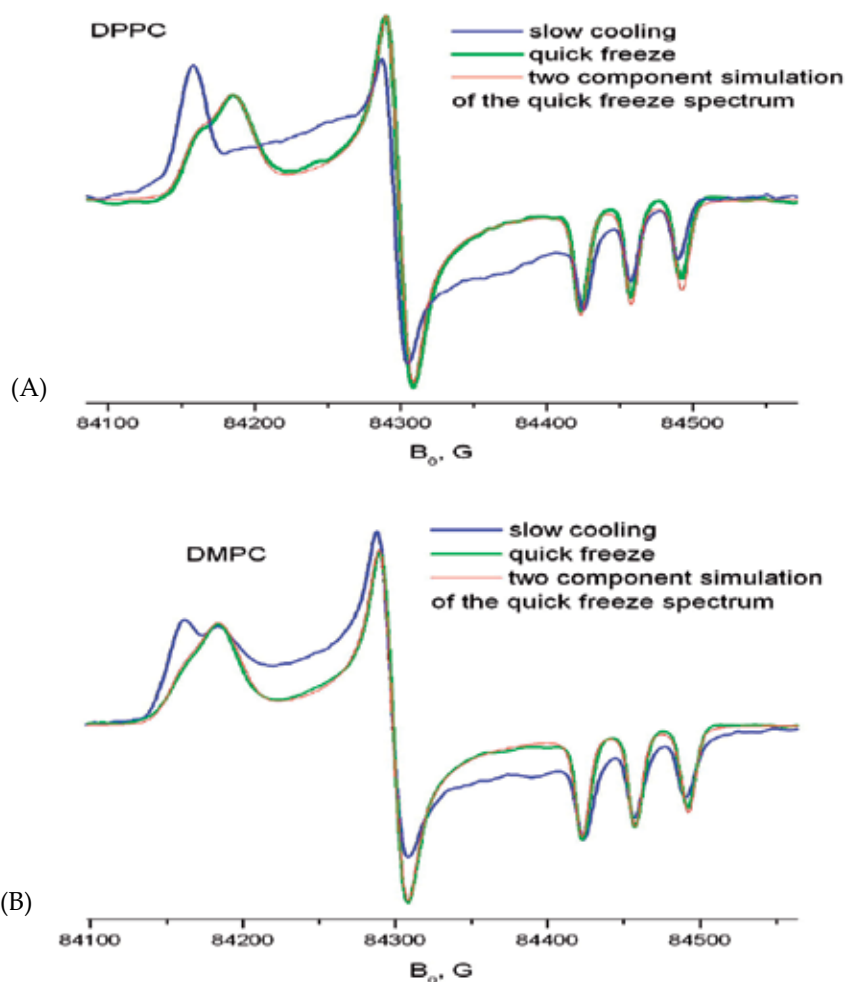 DPPC
slow cooling
quick freeze
two component simulation
of the quick freeze spectrum
(A)
84100 84200 84300 84400 84500
B₀, G
DMPC
slow cooling
quick freeze
two component simulation
of the quick freeze spectrum
(B)
84100 84200 84300 84400 84500
B₀, G